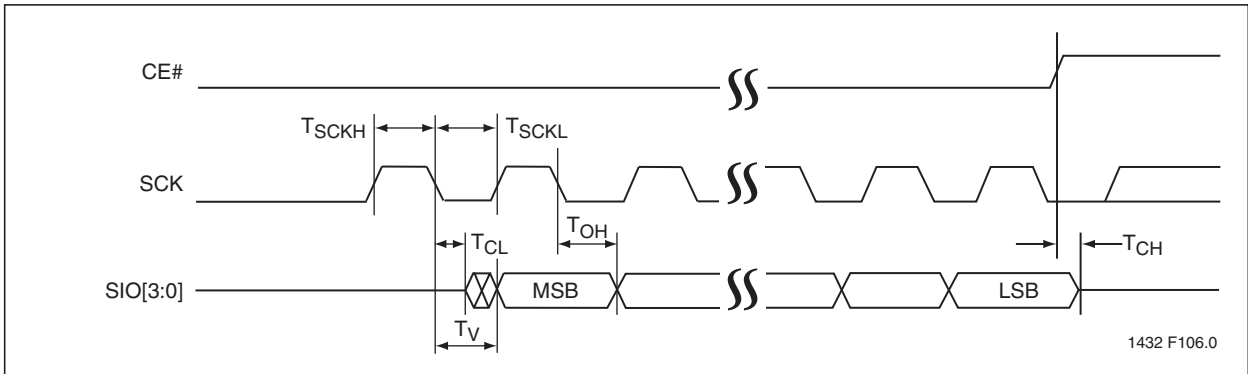 CE#
TSCKH
TSCKL
SCK
TOH
TCL
TCH
SIO[3:0]
MSB
LSB
TV
1432 F106.0